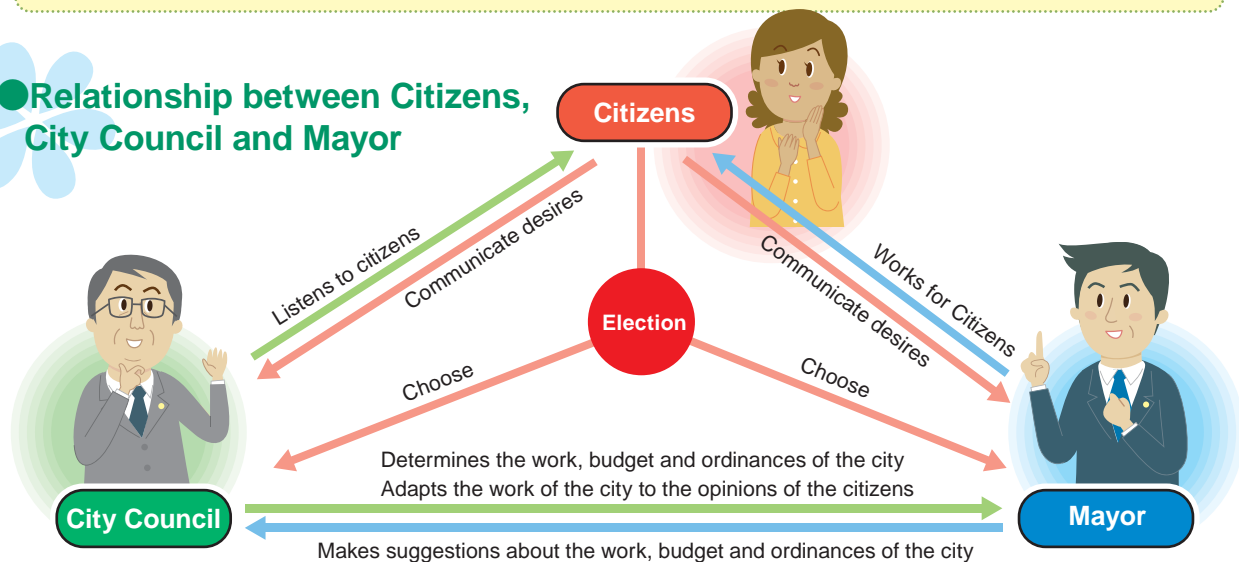 Relationship between Citizens,
City Council and Mayor
Citizens
Listens to citizens
Communicate desires
Communicate desires
Works for Citizens
Election
Choose
Choose
Determines the work, budget and ordinances of the city
Adapts the work of the city to the opinions of the citizens
City Council
Mayor
Makes suggestions about the work, budget and ordinances of the city